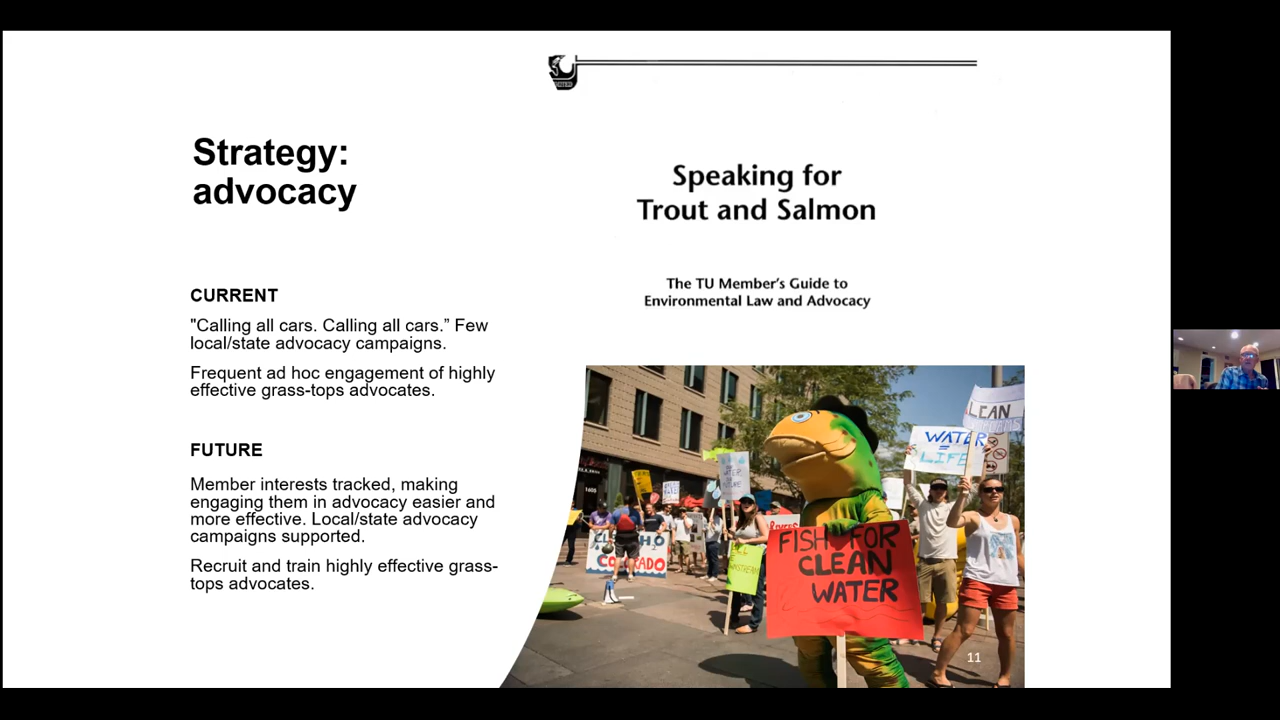 Strategy:
advocacy
CURRENT
"Calling all cars. Calling all cars.” Few
local/state advocacy campaigns.
Frequent ad hoc engagement of highly
effective grass-tops advocates.
FUTURE
Member interests tracked, making
engaging them in advocacy easier and
more effective. Local/state advocacy
campaigns supported.
Recruit and train highly effective grass-
tops advocates.
Speaking for
Trout and Salmon
The TU Member’s Guide to
Environmental Law and Advocacy
WATER
=
LIFE
FISH FOR
CLEAN
WATER
11